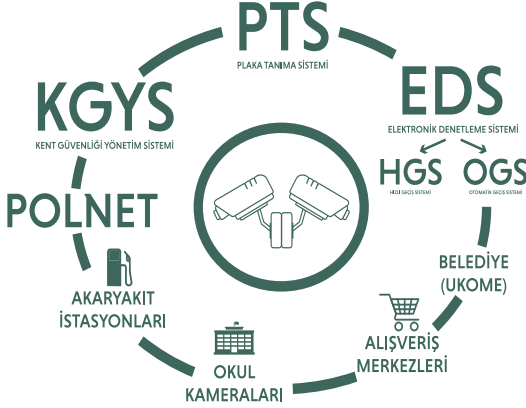 PTS
PLAKA TANIMA SİSTEMİ
KGYS
KENT GÜVENLİĞİ YÖNETİM SİSTEMİ
EDS
ELEKTRONİK DENETLEME SİSTEMİ
HGS
HIZLI GEÇİŞ SİSTEMİ
OGS
OTOMATİK GEÇİŞ SİSTEMİ
POLNET
BELEDİYE
(UKOME)
AKARYAKIT
İSTASYONLARI
ALIŞVERİŞ
MERKEZLERİ
OKUL
KAMERALARI